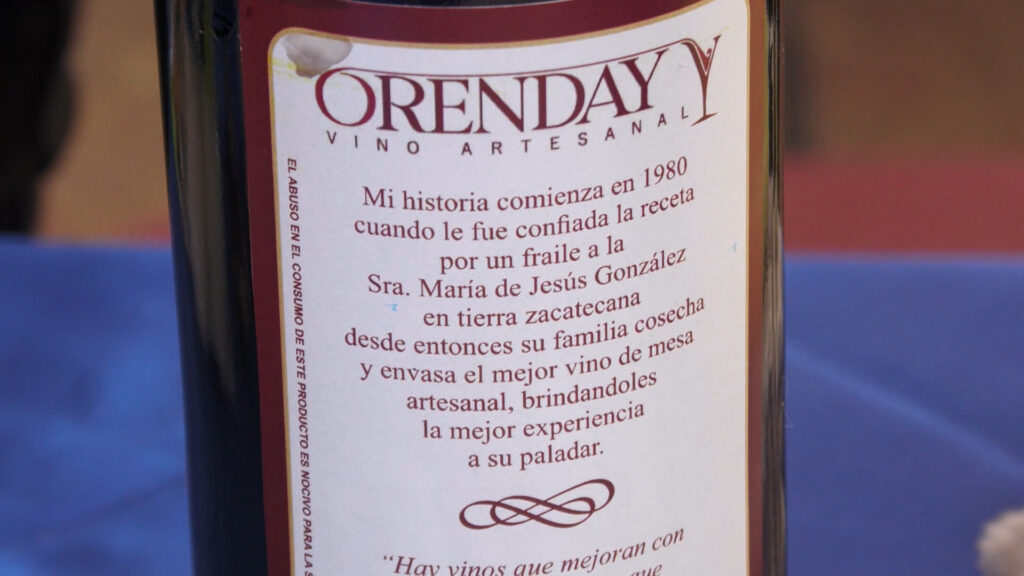 ORENDAY
VINO ARTESANAL
Mi historia comienza en 1980
cuando le fue confiada la receta
por un fraile a la
Sra. María de Jesús González
en tierra zacatecana
desde entonces su familia cosecha
y envasa el mejor vino de mesa
artesanal, brindandoles
la mejor experiencia
a su paladar.
“Hay vinos que mejoran con
que
EL ABUSO EN EL CONSUMO DE ESTE PRODUCTO ES NOCIVO PARA LA S